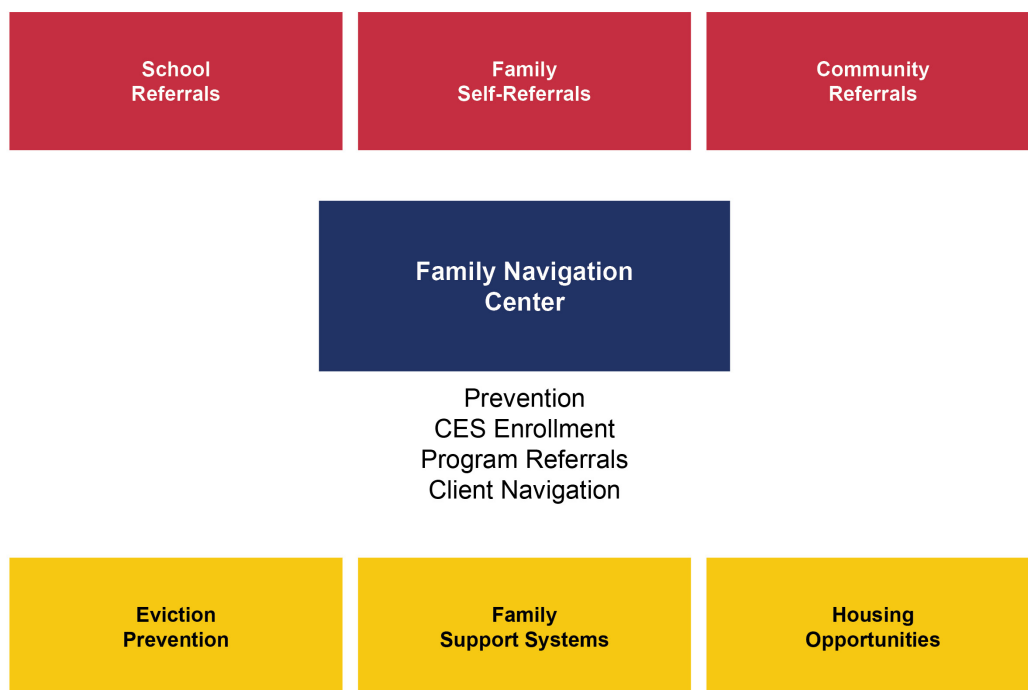 School
Referrals
Family
Self-Referrals
Community
Referrals
Family Navigation
Center
Prevention
CES Enrollment
Program Referrals
Client Navigation
Eviction
Prevention
Family
Support Systems
Housing
Opportunities